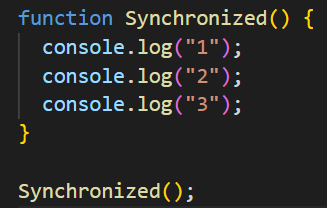 function Synchronized() {
  console.log("1");
  console.log("2");
  console.log("3");
}

Synchronized();